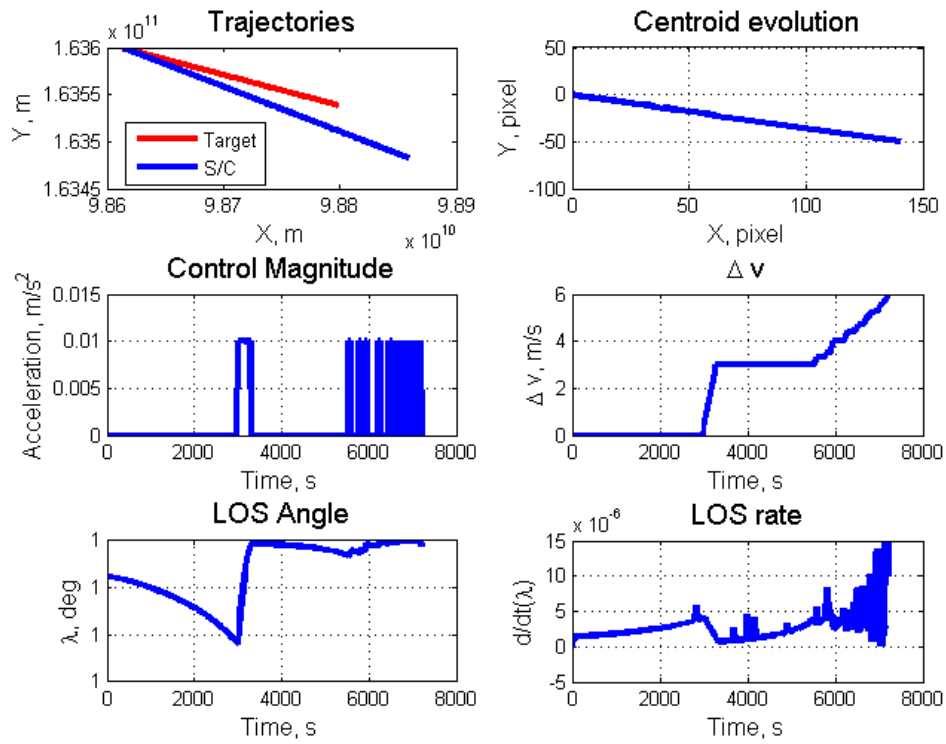 Trajectories
x 10^11
1.636
1.6355
1.635
1.6345
Y, m
Target
S/C
9.86
9.87
9.88
9.89
X, m
x 10^10
Centroid evolution
50
0
-50
-100
Y, pixel
0
50
100
150
X, pixel
Control Magnitude
0.015
0.01
0.005
0
Acceleration, m/s^2
0
2000
4000
6000
8000
Time, s
Δ v
6
4
2
0
Δ v, m/s
0
2000
4000
6000
8000
Time, s
LOS Angle
1
1
1
1
λ, deg
0
2000
4000
6000
8000
Time, s
LOS rate
x 10^-6
15
10
5
0
-5
d/dt(λ)
0
2000
4000
6000
8000
Time, s